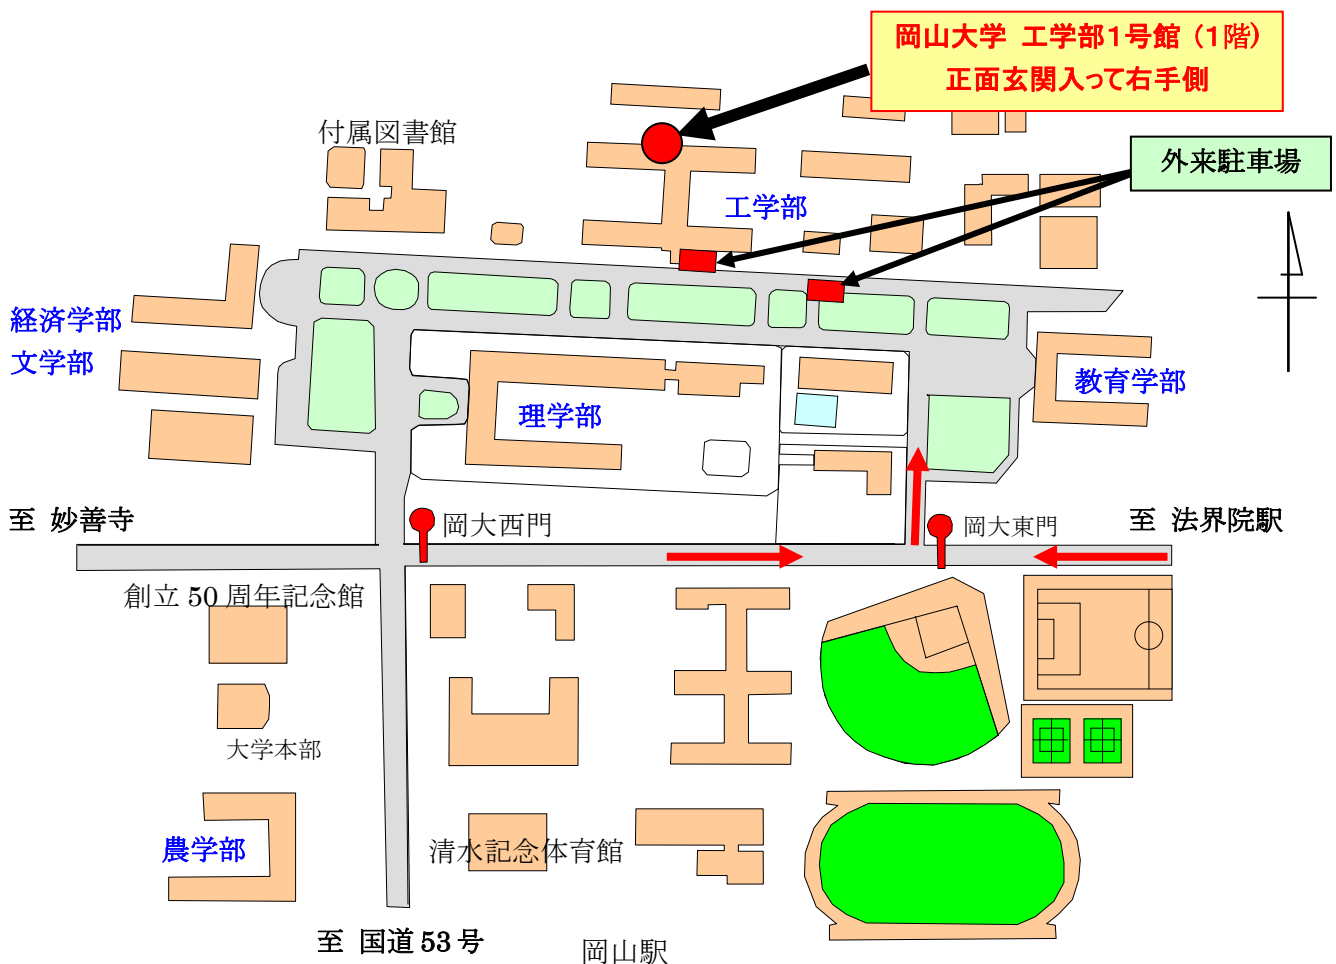 岡山大学 工学部1号館（1階）
正面玄関入って右手側
付属図書館
外来駐車場
工学部
経済学部
文学部
教育学部
理学部
至 妙善寺
岡大西門
岡大東門
至 法界院駅
創立 50 周年記念館
大学本部
農学部
清水記念体育館
至 国道 53 号
岡山駅